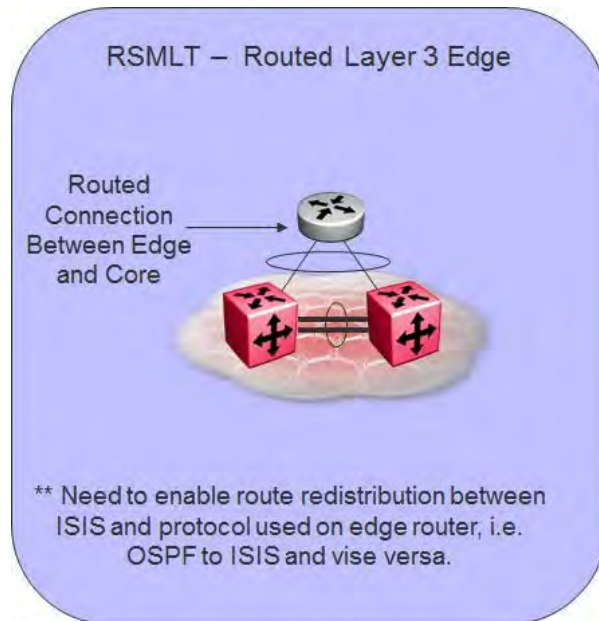 RSMLT – Routed Layer 3 Edge
Routed
Connection
Between Edge
and Core
** Need to enable route redistribution between
ISIS and protocol used on edge router, i.e.
OSPF to ISIS and vise versa.